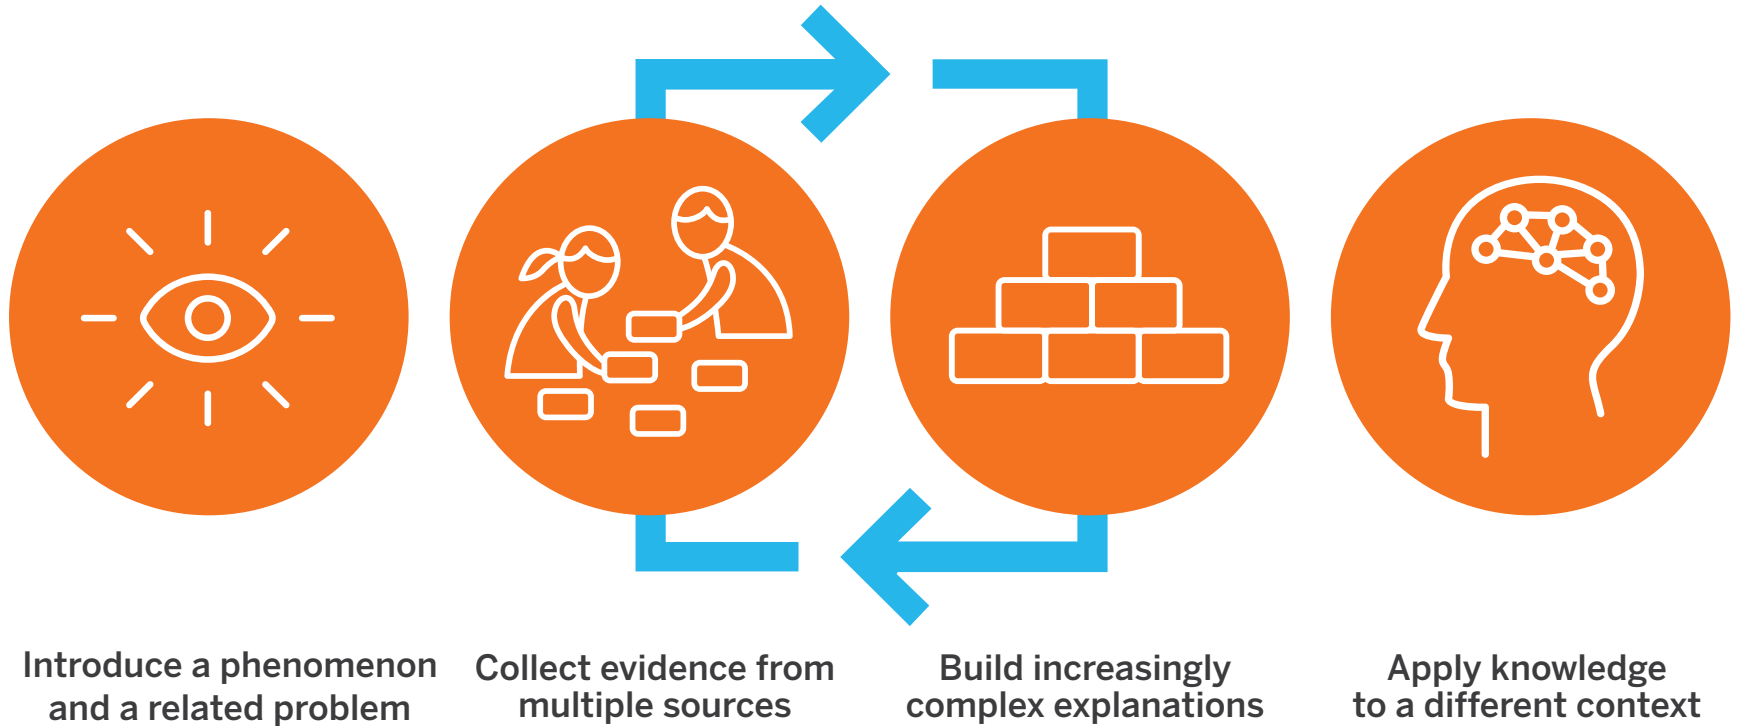 Introduce a phenomenon
and a related problem
Collect evidence from
multiple sources
Build increasingly
complex explanations
Apply knowledge
to a different context